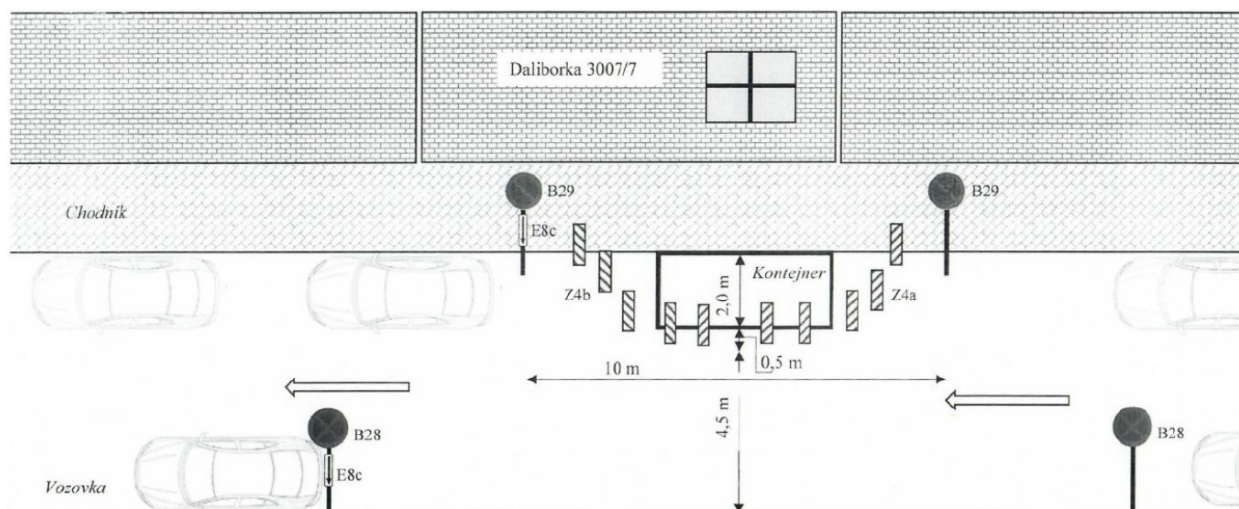 Daliborka 3007/7
B29
B29
Chodník
E8c
Kontejner
Z4b
2,0 m
Z4a
10 m
0,5 m
4,5 m
B28
B28
E8c
Vozovka